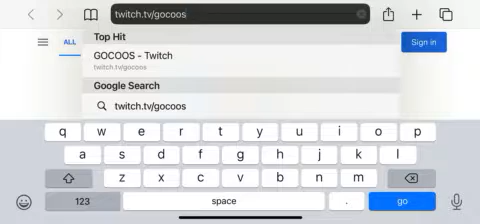 twitch.tv/gocoos
ALL
Sign in
Top Hit
GOCOOS - Twitch
twitch.tv/gocoos
Google Search
twitch.tv/gocoos
q w e r t y u i o p
a s d f g h j k l
z x c v b n m
123 space . go